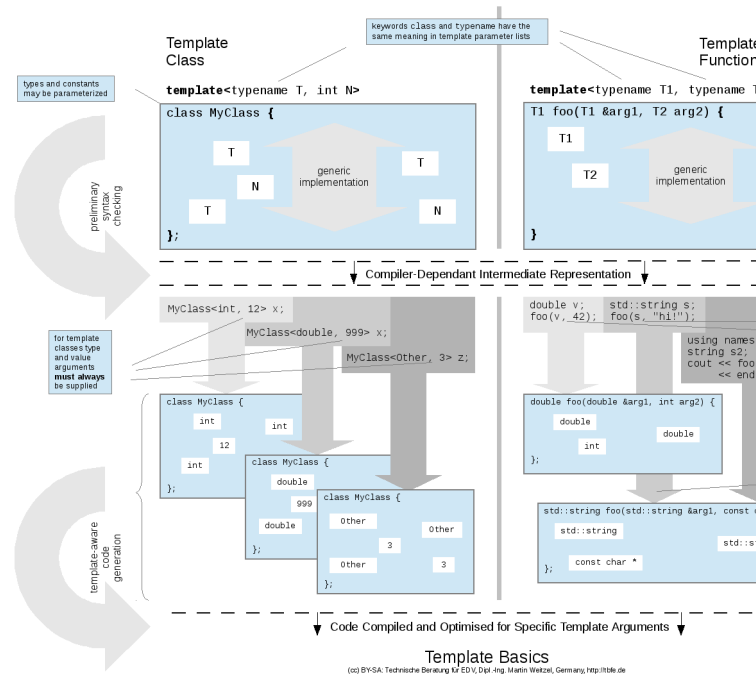 keywords class and typename have the
same meaning in template parameter lists
Template
Class
Template
Function
types and constants
may be parameterized
template<typename T, int N>
class MyClass {
T
N
T
T
N
generic
implementation
};
template<typename T1, typename T
T1 foo(T1 &arg1, T2 arg2) {
T1
T2
generic
implementation
}
preliminary
syntax
checking
Compiler-Dependant Intermediate Representation
MyClass<int, 12> x;
MyClass<double, 999> x;
MyClass<Other, 3> z;
double v;
foo(v, 42);
std::string s;
foo(s, "hi!");
using names
string s2;
cout << foo
<< end
for template
classes type
and value
arguments
must always
be supplied
class MyClass {
int
int
12
int
};
class MyClass {
double
999
double
};
class MyClass {
Other
Other
3
Other
3
};
double foo(double &arg1, int arg2) {
double
double
int
};
std::string foo(std::string &arg1, const c
std::string
std::s
const char *
};
template-aware
code
generation
Code Compiled and Optimised for Specific Template Arguments
Template Basics
(cc) BY-SA: Technische Beratung für EDV, Dipl.-Ing. Martin Weitzel, Germany, http://tbfe.de